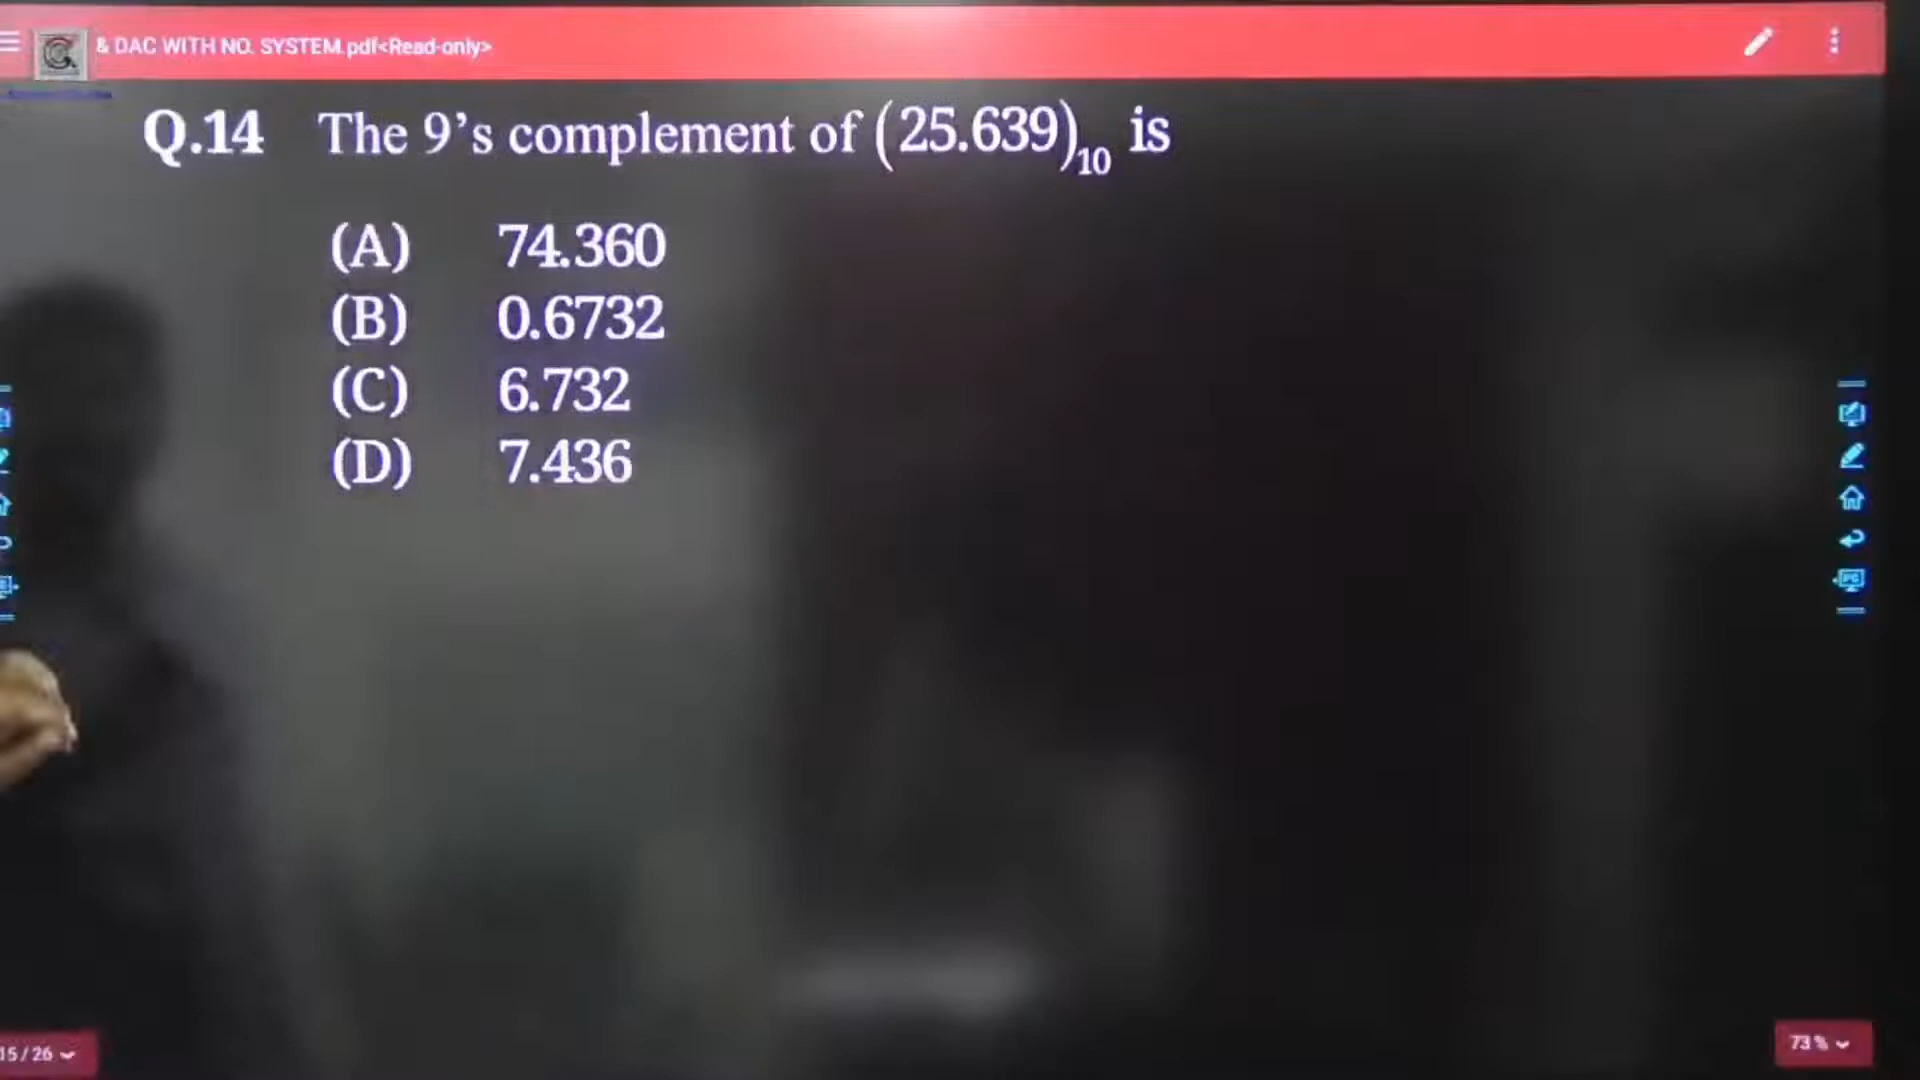 & DAC WITH NO. SYSTEM.pdf<Read-only>
Q.14 The 9’s complement of (25.639)10 is
(A) 74.360
(B) 0.6732
(C) 6.732
(D) 7.436
PC
15 / 26
73 %